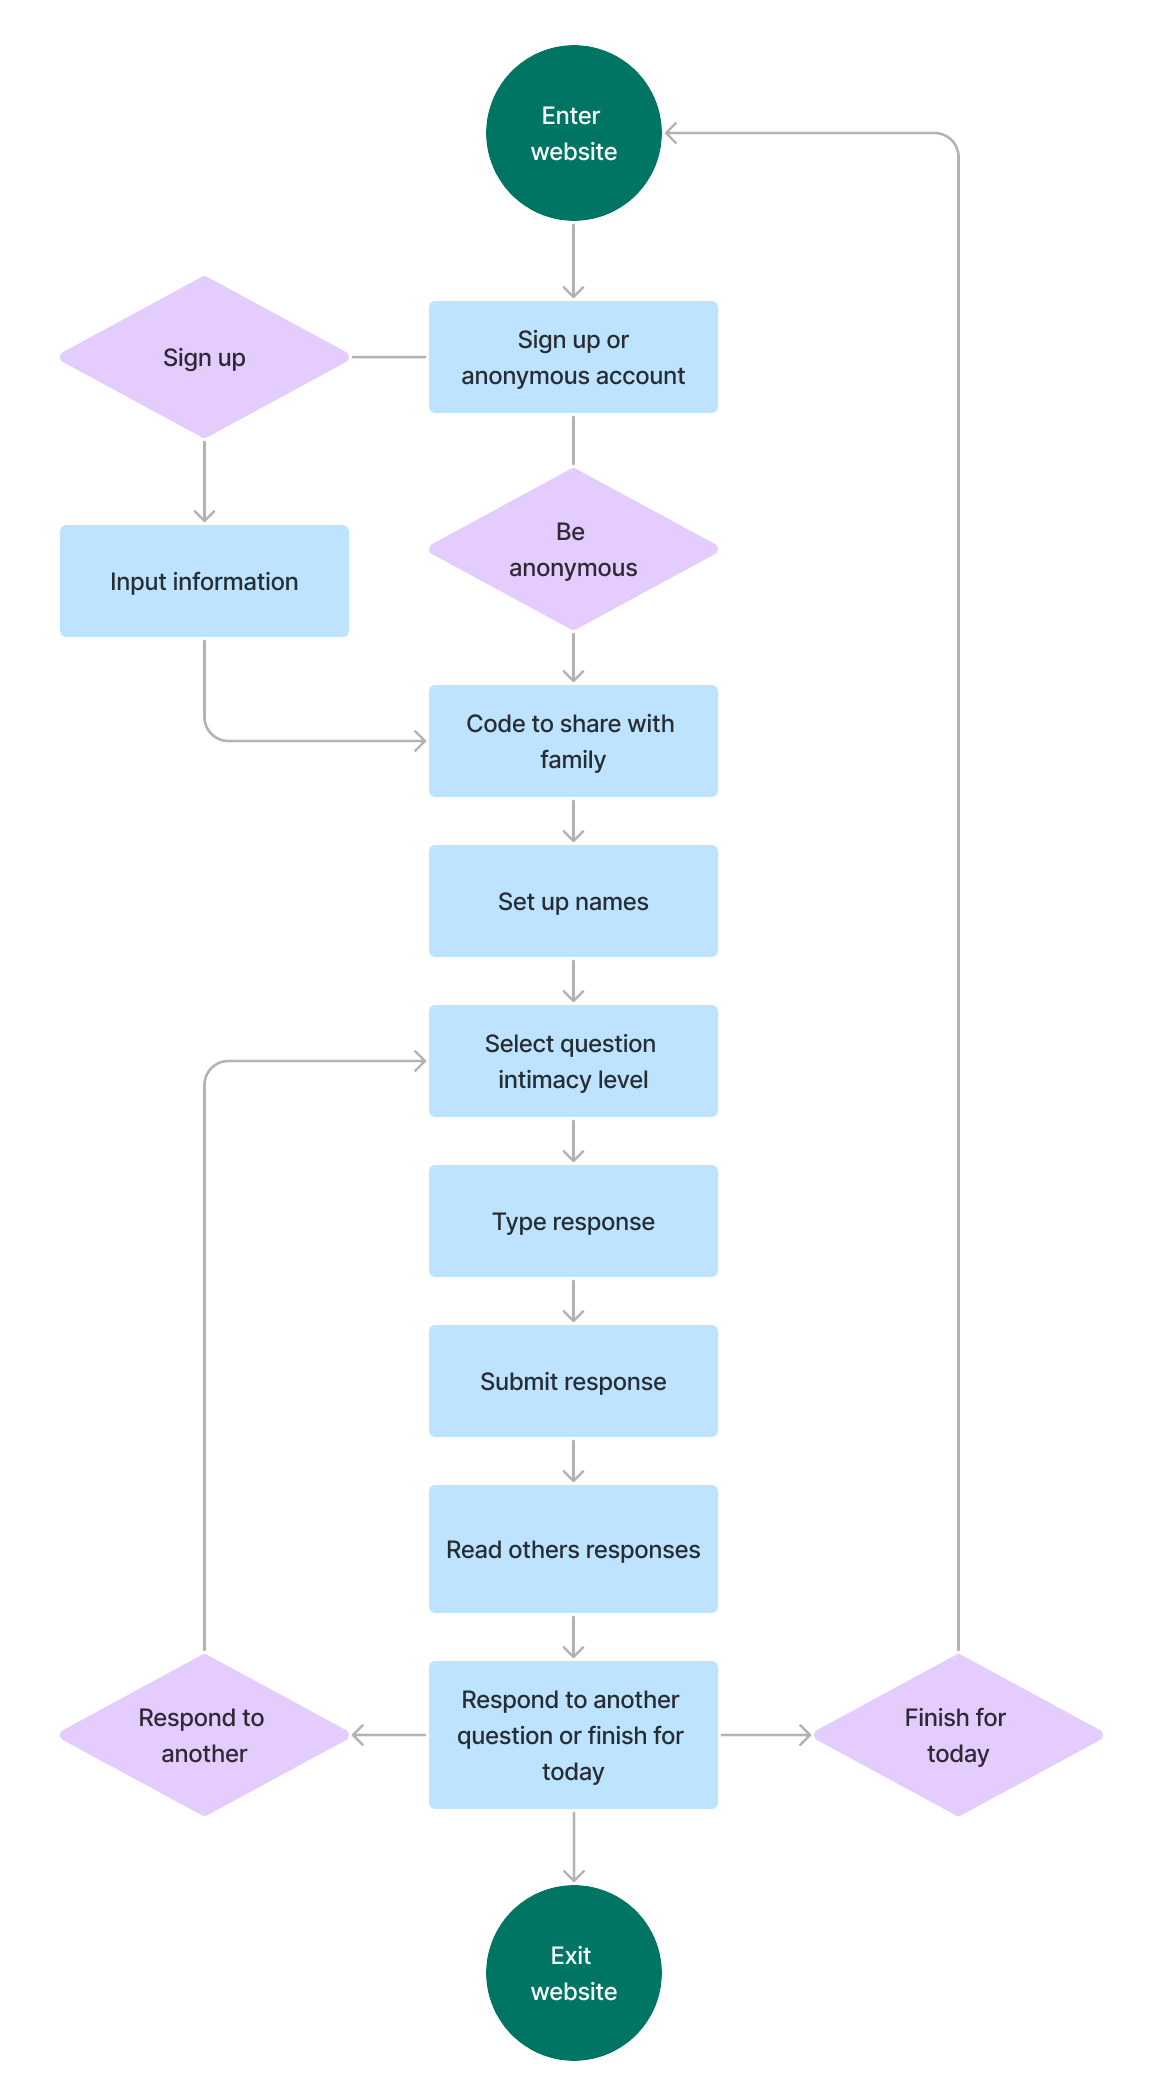 Enter
website
Sign up
Sign up or
anonymous account
Be
anonymous
Input information
Code to share with
family
Set up names
Select question
intimacy level
Type response
Submit response
Read others responses
Respond to
another
Respond to another
question or finish for
today
Finish for
today
Exit
website